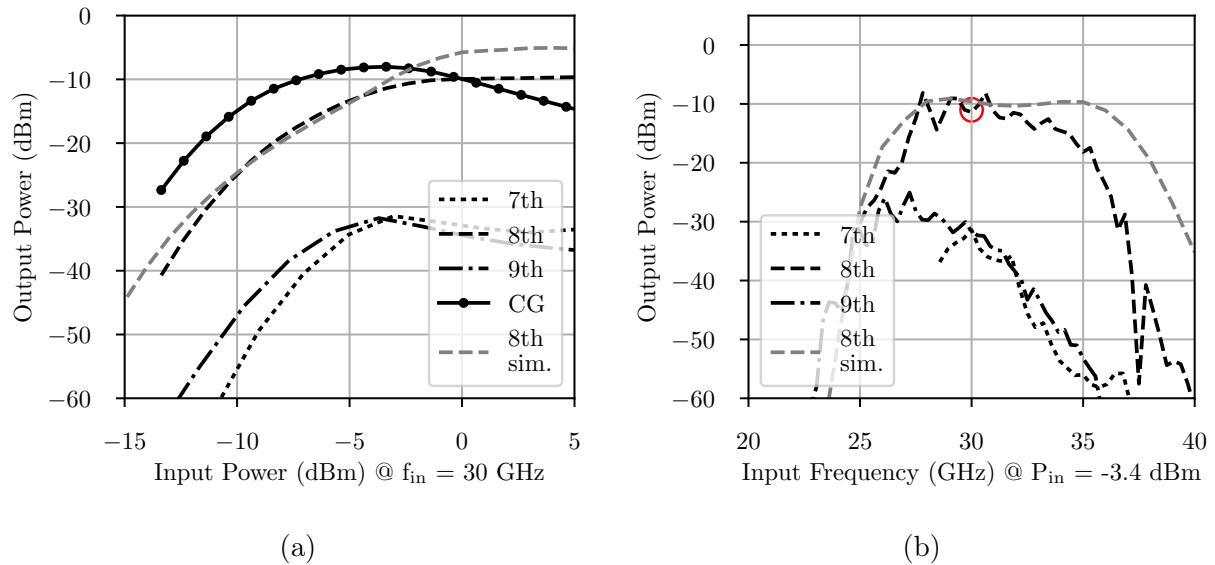 0
−10
−20
−30
−40
−50
−60
−15
−10
−5
0
5
Output Power (dBm)
Input Power (dBm) @ f_in = 30 GHz
7th
8th
9th
CG
8th
sim.
(a)
0
−10
−20
−30
−40
−50
−60
20
25
30
35
40
Output Power (dBm)
Input Frequency (GHz) @ P_in = -3.4 dBm
7th
8th
9th
8th
sim.
(b)